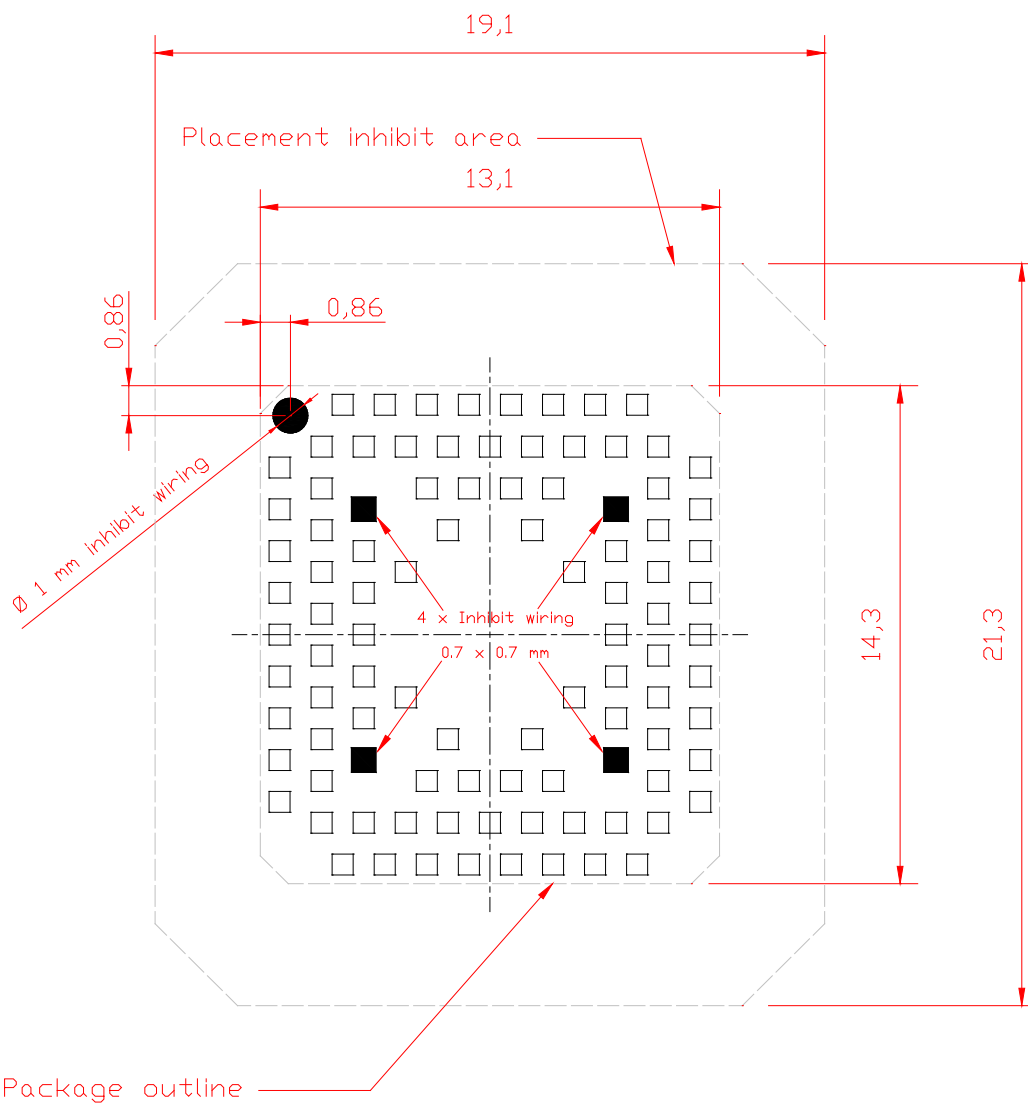 19,1
Placement inhibit area
13,1
0,86
0,86
Ø 1 mm inhibit wiring
4 x Inhibit wiring
0.7 x 0.7 mm
14,3
21,3
Package outline